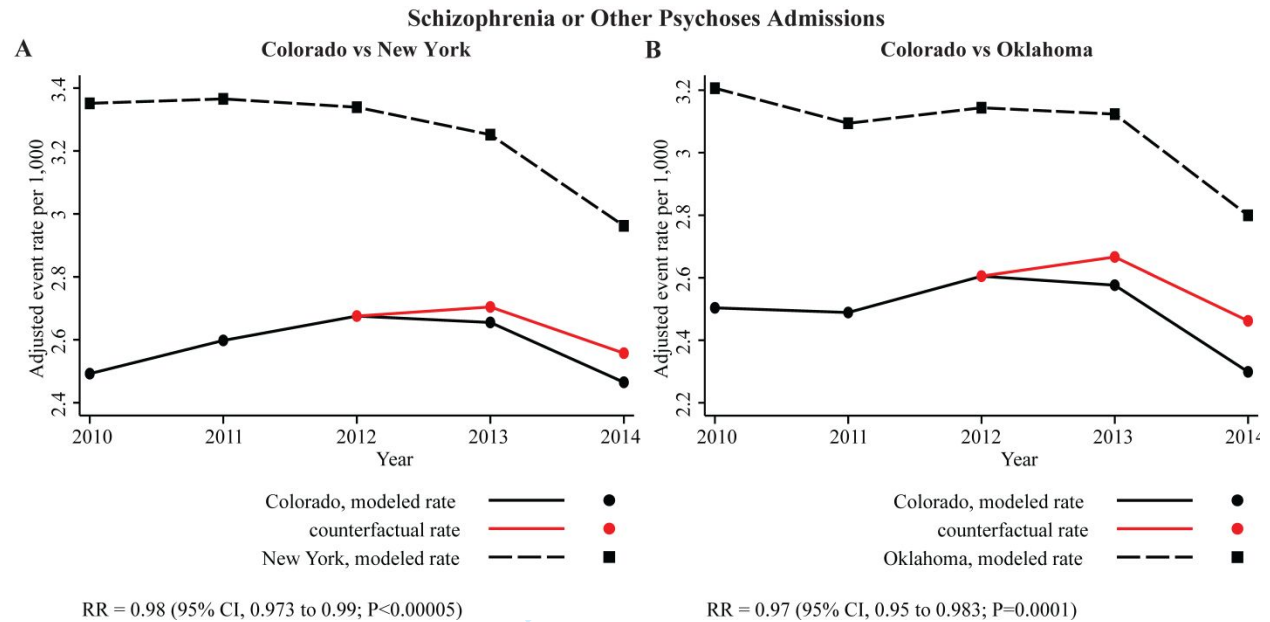 Schizophrenia or Other Psychoses Admissions
A
Colorado vs New York
Adjusted event rate per 1,000
3.4
3.2
3
2.8
2.6
2.4
2010 2011 2012 2013 2014
Year
Colorado, modeled rate
counterfactual rate
New York, modeled rate
RR = 0.98 (95% CI, 0.973 to 0.99; P<0.00005)
B
Colorado vs Oklahoma
Adjusted event rate per 1,000
3.2
3
2.8
2.6
2.4
2.2
2010 2011 2012 2013 2014
Year
Colorado, modeled rate
counterfactual rate
Oklahoma, modeled rate
RR = 0.97 (95% CI, 0.95 to 0.983; P=0.0001)